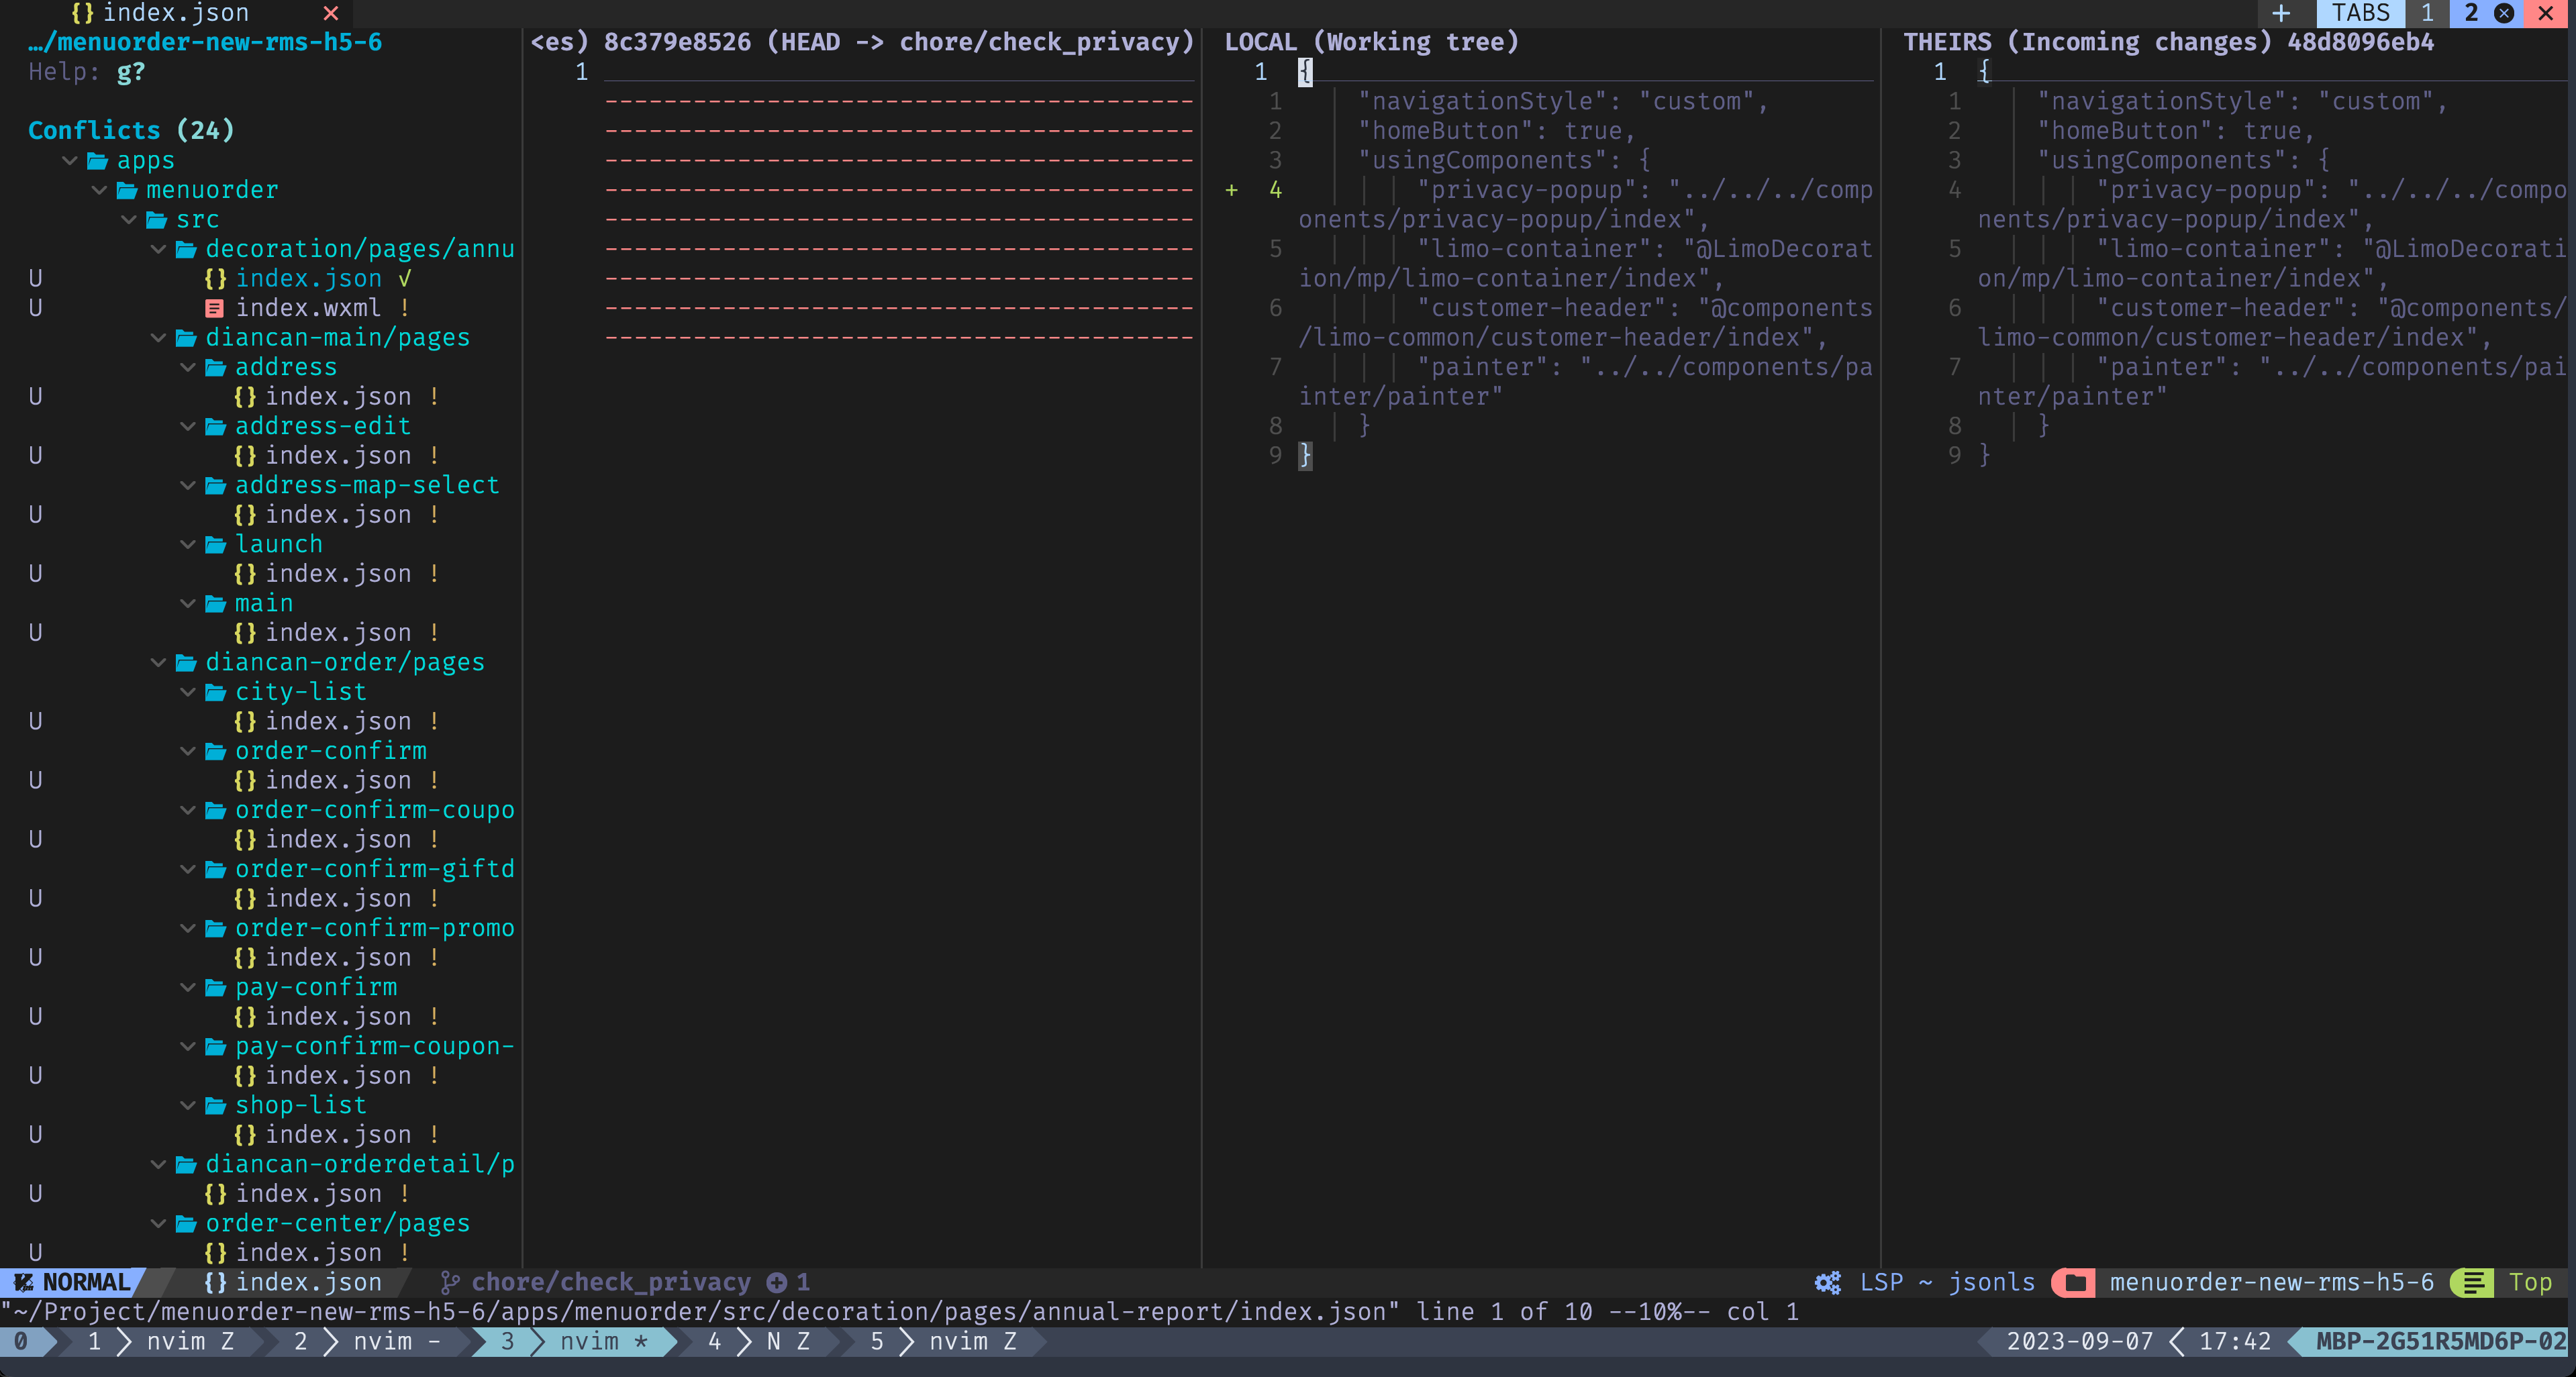 {} index.json ✕ + TABS 1 2 ⊗ ✕
…/menuorder-new-rms-h5-6
Help: g?
Conflicts (24)
apps
menuorder
src
decoration/pages/annu
U {} index.json √
U index.wxml !
diancan-main/pages
address
U {} index.json !
address-edit
U {} index.json !
address-map-select
U {} index.json !
launch
U {} index.json !
main
U {} index.json !
diancan-order/pages
city-list
U {} index.json !
order-confirm
U {} index.json !
order-confirm-coupo
U {} index.json !
order-confirm-giftd
U {} index.json !
order-confirm-promo
U {} index.json !
pay-confirm
U {} index.json !
pay-confirm-coupon-
U {} index.json !
shop-list
U {} index.json !
diancan-orderdetail/p
U {} index.json !
order-center/pages
U {} index.json !
<es) 8c379e8526 (HEAD -> chore/check_privacy)
1
----------------------------------------
----------------------------------------
----------------------------------------
----------------------------------------
----------------------------------------
----------------------------------------
----------------------------------------
----------------------------------------
----------------------------------------
LOCAL (Working tree)
1 {
1 "navigationStyle": "custom",
2 "homeButton": true,
3 "usingComponents": {
+ 4 "privacy-popup": "../../../comp
onents/privacy-popup/index",
5 "limo-container": "@LimoDecorat
ion/mp/limo-container/index",
6 "customer-header": "@components
/limo-common/customer-header/index",
7 "painter": "../../components/pa
inter/painter"
8 }
9 }
THEIRS (Incoming changes) 48d8096eb4
1 {
1 "navigationStyle": "custom",
2 "homeButton": true,
3 "usingComponents": {
4 "privacy-popup": "../../../compo
nents/privacy-popup/index",
5 "limo-container": "@LimoDecorati
on/mp/limo-container/index",
6 "customer-header": "@components/
limo-common/customer-header/index",
7 "painter": "../../components/pai
nter/painter"
8 }
9 }
NORMAL {} index.json chore/check_privacy 1 LSP ~ jsonls menuorder-new-rms-h5-6 Top
"~/Project/menuorder-new-rms-h5-6/apps/menuorder/src/decoration/pages/annual-report/index.json" line 1 of 10 --10%-- col 1
0 1 nvim Z 2 nvim - 3 nvim * 4 N Z 5 nvim Z 2023-09-07 17:42 MBP-2G51R5MD6P-02